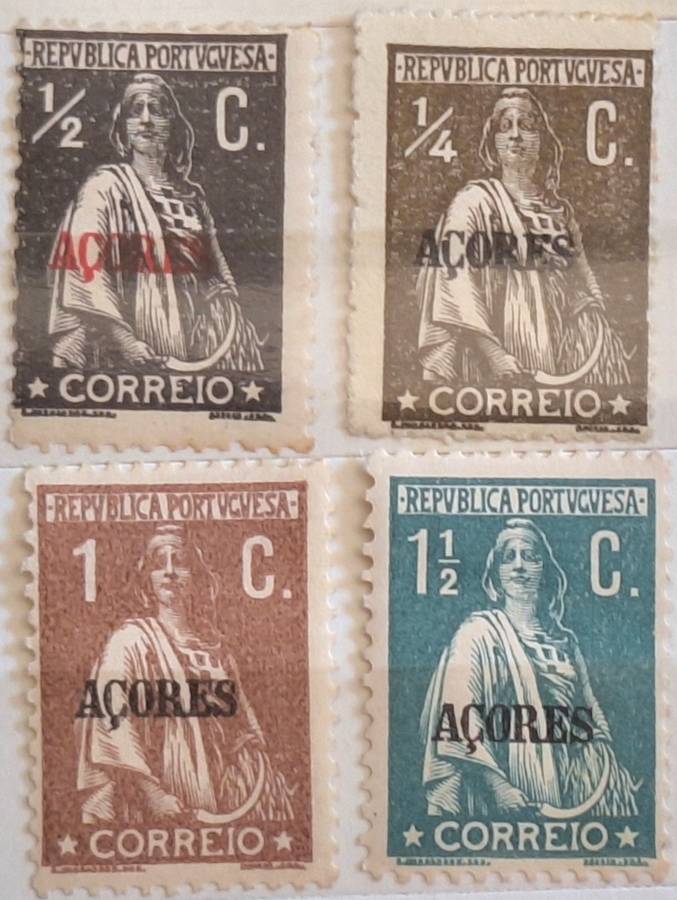 ·REPVBLICA PORTVGVESA·
1/2 C.
AÇORES
★ CORREIO ★
·REPVBLICA PORTVGVESA·
1/4 C.
AÇORES
★ CORREIO ★
·REPVBLICA PORTVGVESA·
1 C.
AÇORES
★ CORREIO ★
·REPVBLICA PORTVGVESA·
1 1/2 C.
AÇORES
★ CORREIO ★